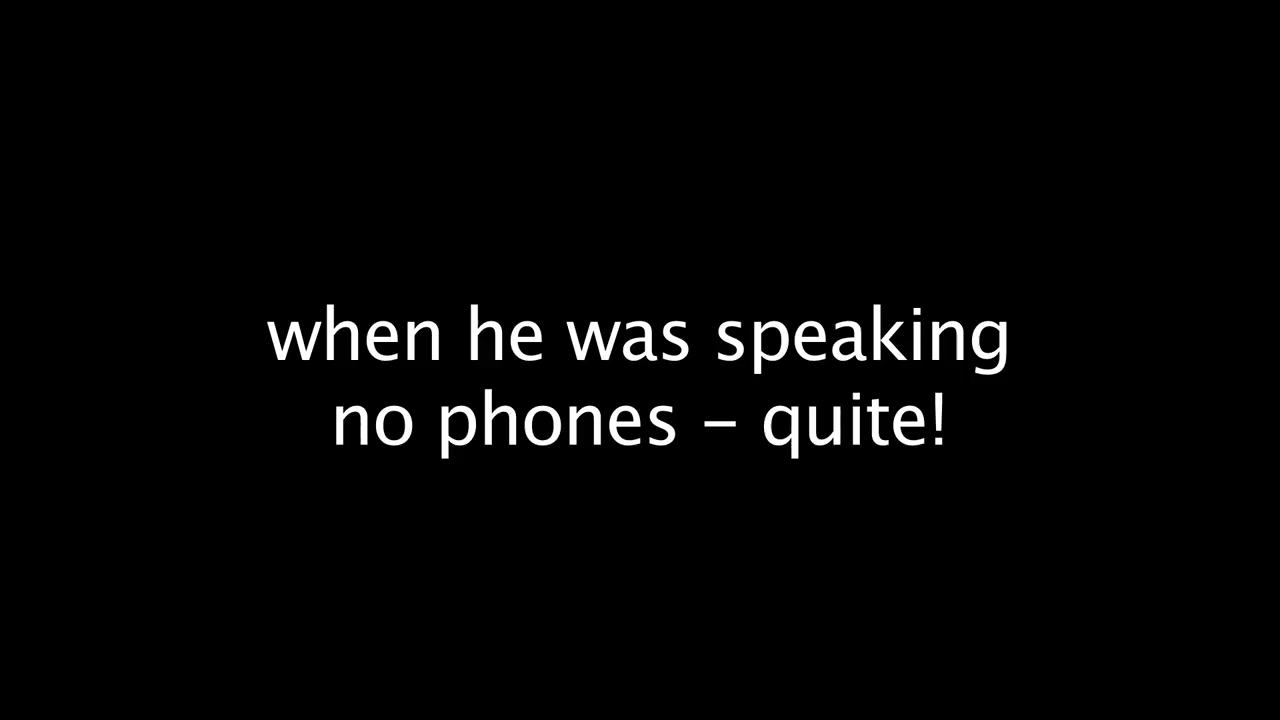 when he was speaking
no phones – quite!